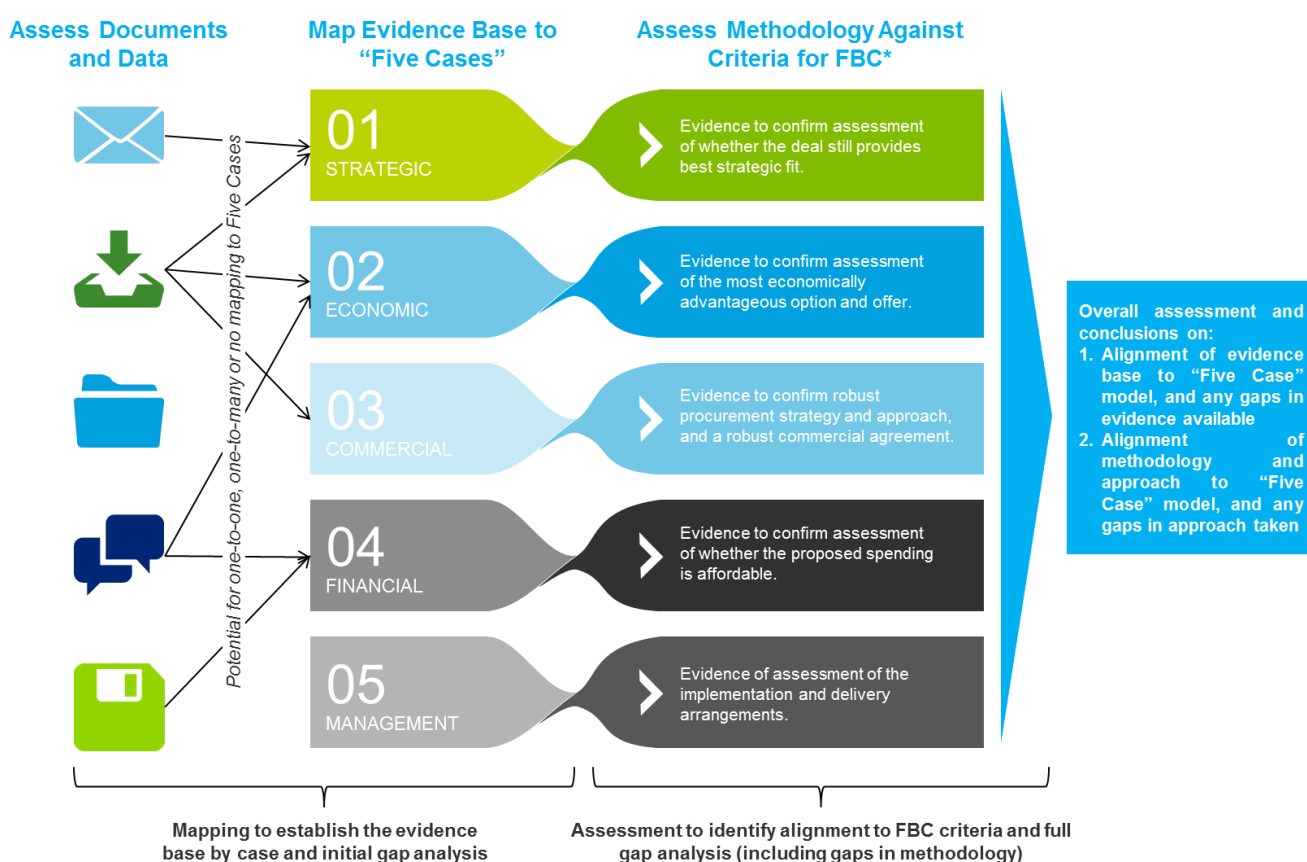 Assess Documents
and Data
Map Evidence Base to
“Five Cases”
Assess Methodology Against
Criteria for FBC*
Potential for one-to-one, one-to-many or no mapping to Five Cases
01
STRATEGIC
Evidence to confirm assessment
of whether the deal still provides
best strategic fit.
02
ECONOMIC
Evidence to confirm assessment
of the most economically
advantageous option and offer.
03
COMMERCIAL
Evidence to confirm robust
procurement strategy and approach,
and a robust commercial agreement.
04
FINANCIAL
Evidence to confirm assessment
of whether the proposed spending
is affordable.
05
MANAGEMENT
Evidence of assessment of the
implementation and delivery
arrangements.
Overall assessment and
conclusions on:
1. Alignment of evidence
base to “Five Case”
model, and any gaps in
evidence available
2. Alignment of
methodology and
approach to “Five
Case” model, and any
gaps in approach taken
Mapping to establish the evidence
base by case and initial gap analysis
Assessment to identify alignment to FBC criteria and full
gap analysis (including gaps in methodology)